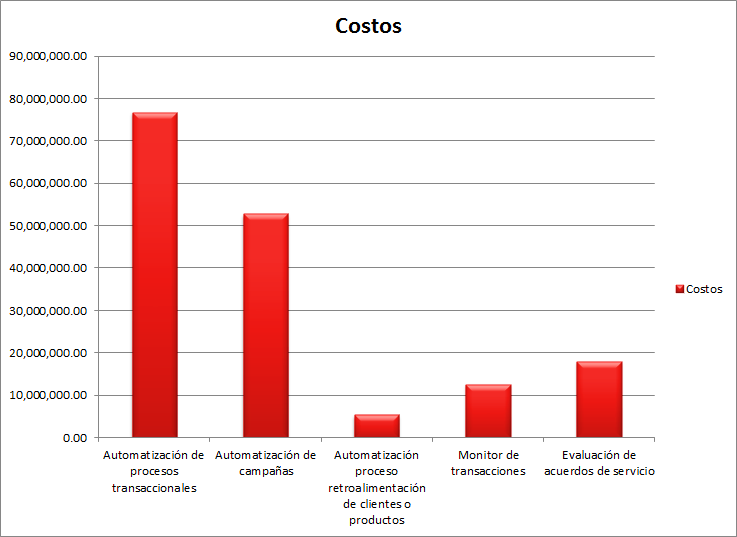 Costos
90,000,000.00
80,000,000.00
70,000,000.00
60,000,000.00
50,000,000.00
40,000,000.00
30,000,000.00
20,000,000.00
10,000,000.00
0.00
Automatización de
procesos
transaccionales
Automatización de
campañas
Automatización
proceso
retroalimentación
de clientes o
productos
Monitor de
transacciones
Evaluación de
acuerdos de servicio
Costos